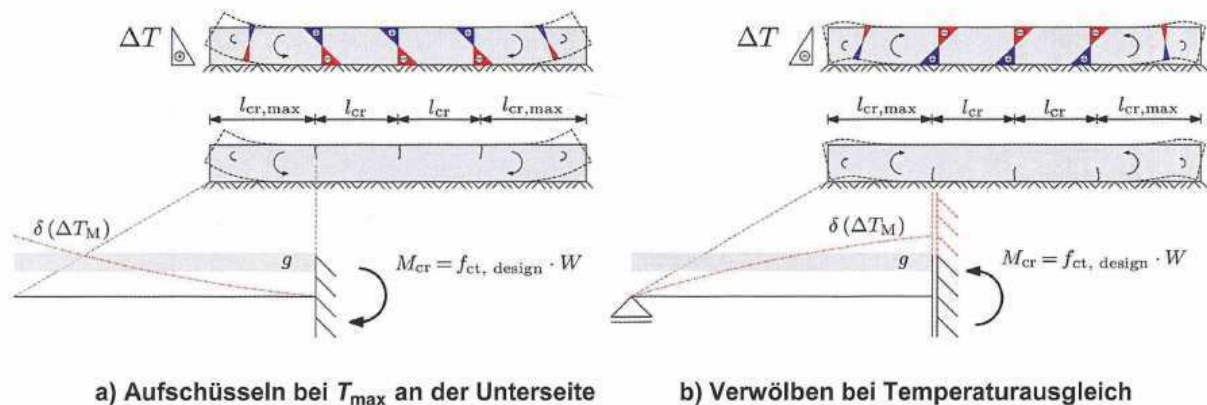 ΔT
⊕
⊖ ⊖ ⊖
⊕ ⊕ ⊕
l_cr,max l_cr l_cr l_cr,max
δ(ΔT_M)
g
M_cr = f_ct, design · W
a) Aufschüsseln bei T_max an der Unterseite
ΔT
⊖
⊖ ⊖ ⊖
⊕ ⊕ ⊕
l_cr,max l_cr l_cr l_cr,max
δ(ΔT_M)
g
M_cr = f_ct, design · W
b) Verwölben bei Temperaturausgleich